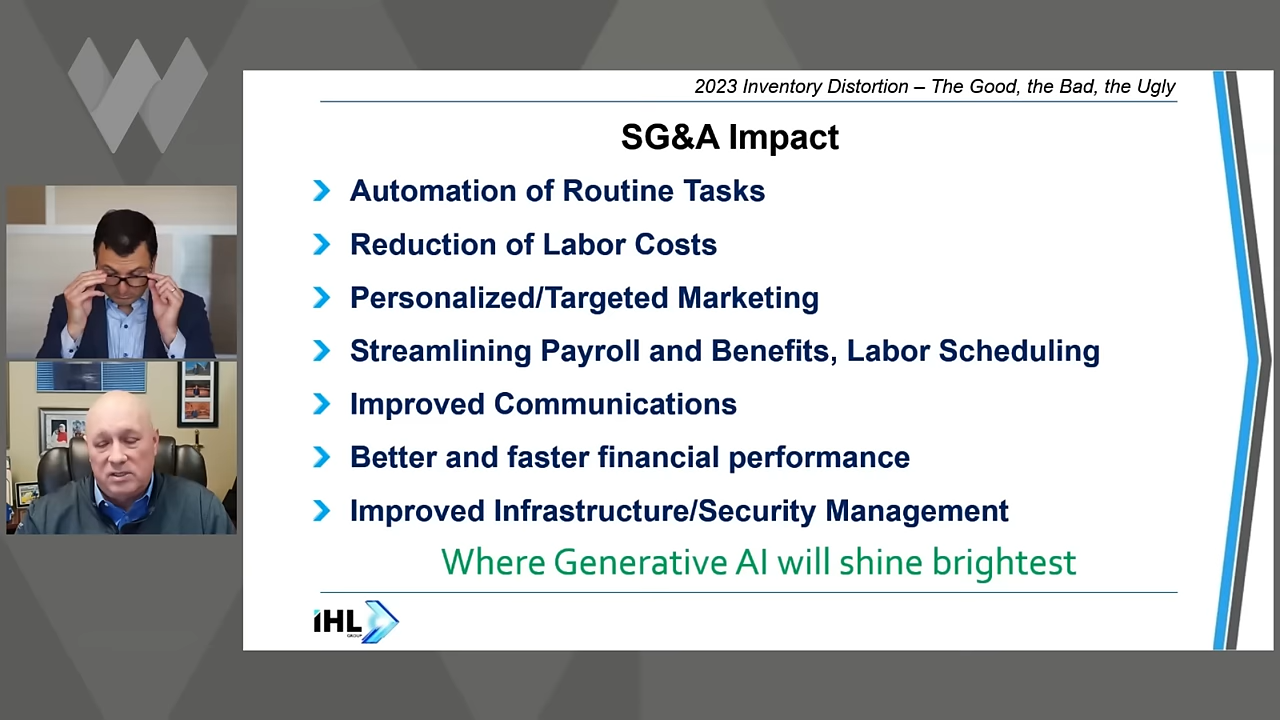 2023 Inventory Distortion – The Good, the Bad, the Ugly
SG&A Impact
Automation of Routine Tasks
Reduction of Labor Costs
Personalized/Targeted Marketing
Streamlining Payroll and Benefits, Labor Scheduling
Improved Communications
Better and faster financial performance
Improved Infrastructure/Security Management
Where Generative AI will shine brightest
IHL
GROUP